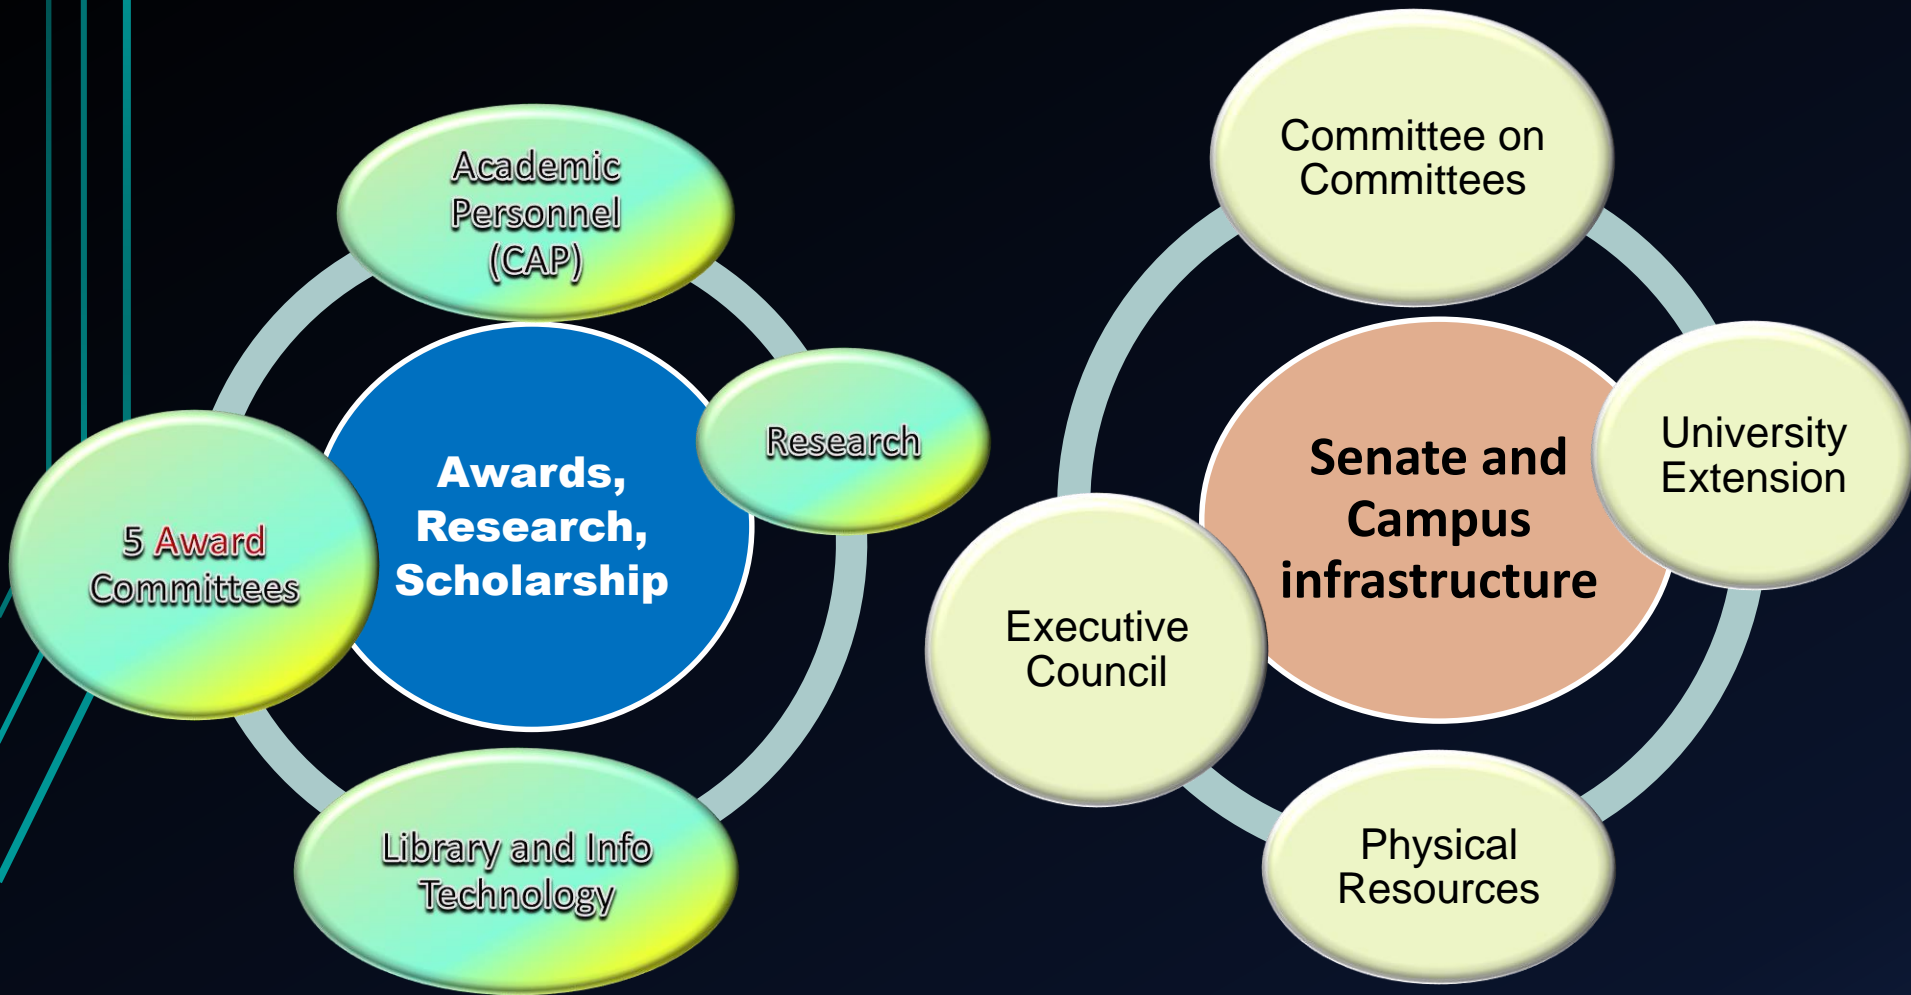 Academic
Personnel
(CAP)
Research
Awards,
Research,
Scholarship
5 Award
Committees
Library and Info
Technology
Committee on
Committees
University
Extension
Senate and
Campus
infrastructure
Executive
Council
Physical
Resources